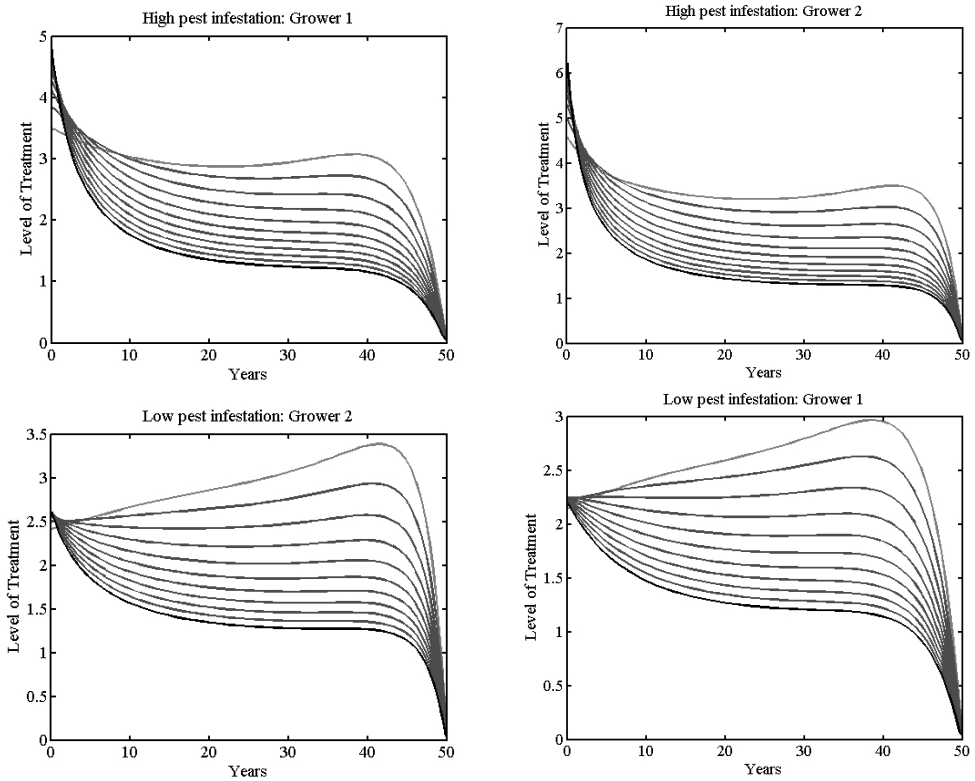 High pest infestation: Grower 1
5
4
3
2
1
0
Level of Treatment
0 10 20 30 40 50
Years
High pest infestation: Grower 2
7
6
5
4
3
2
1
0
Level of Treatment
0 10 20 30 40 50
Years
Low pest infestation: Grower 2
3.5
3
2.5
2
1.5
1
0.5
0
Level of Treatment
0 10 20 30 40 50
Years
Low pest infestation: Grower 1
3
2.5
2
1.5
1
0.5
0
Level of Treatment
0 10 20 30 40 50
Years